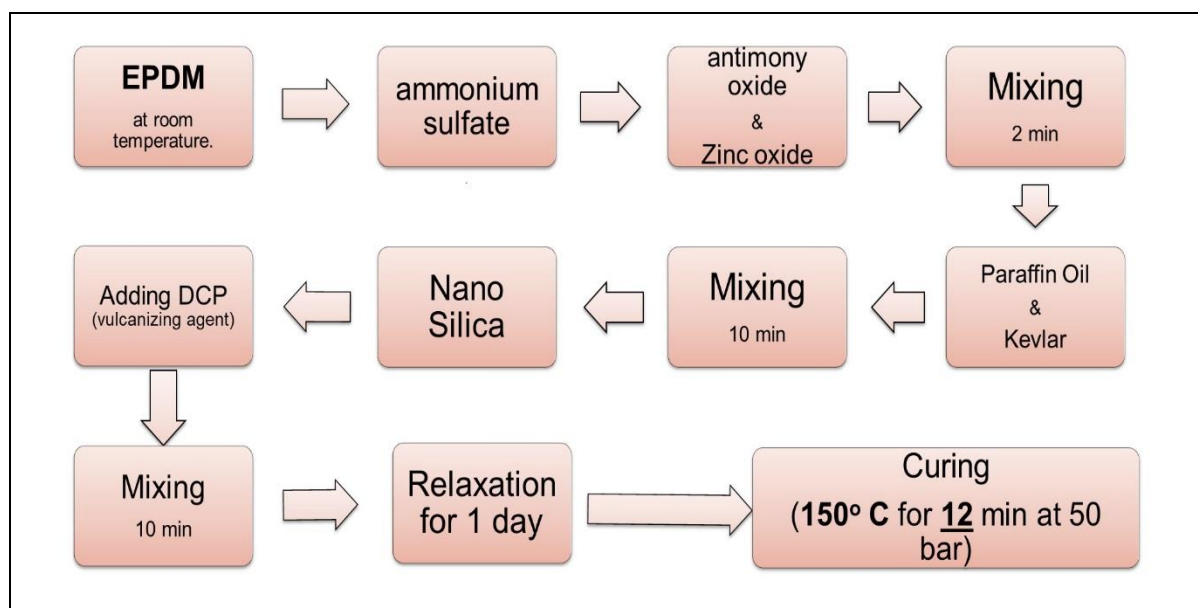 EPDM
at room
temperature.
ammonium
sulfate
antimony
oxide
&
Zinc oxide
Mixing
2 min
Paraffin Oil
&
Kevlar
Mixing
10 min
Nano
Silica
Adding DCP
(vulcanizing agent)
Mixing
10 min
Relaxation
for 1 day
Curing
(150º C for 12 min at 50
bar)